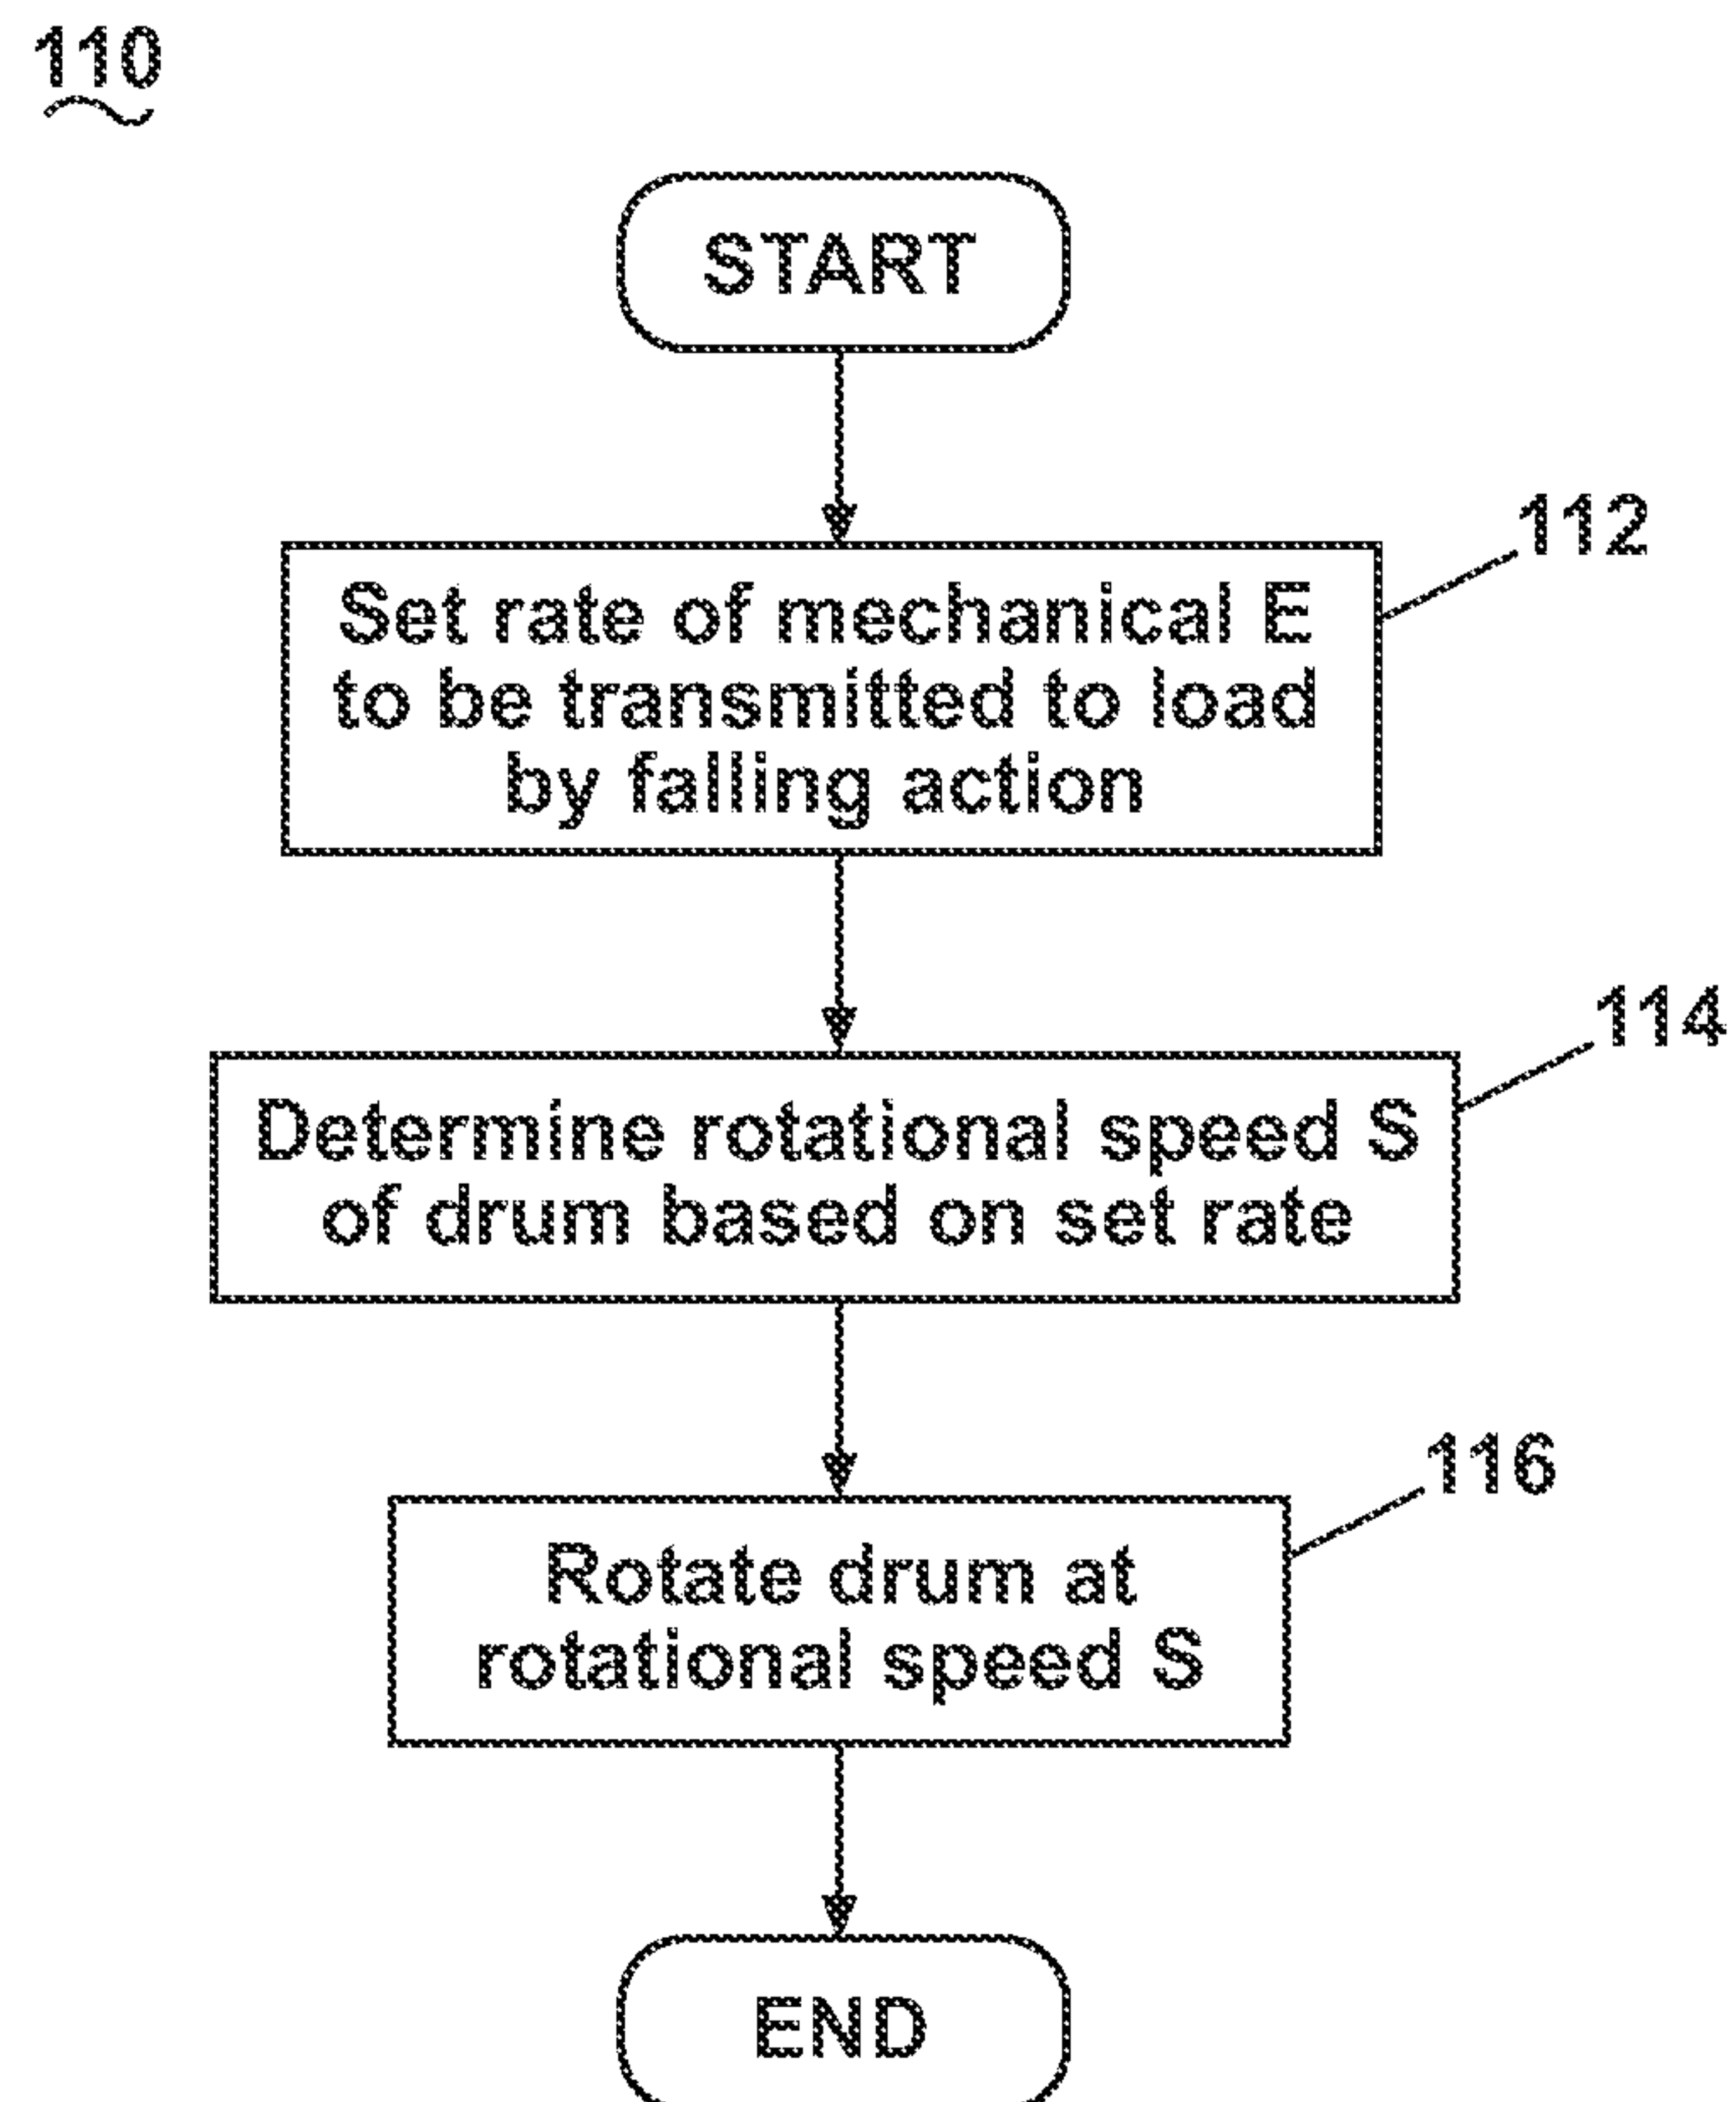 110
START
112
Set rate of mechanical E
to be transmitted to load
by falling action
114
Determine rotational speed S
of drum based on set rate
116
Rotate drum at
rotational speed S
END